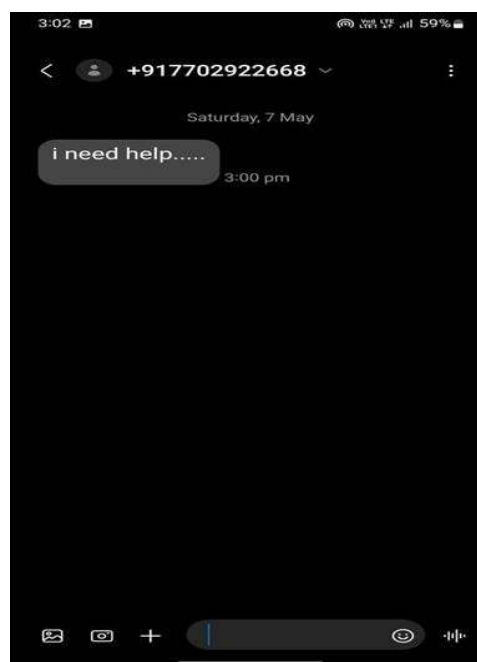 3:02 59%
+917702922668
Saturday, 7 May
i need help.....
3:00 pm